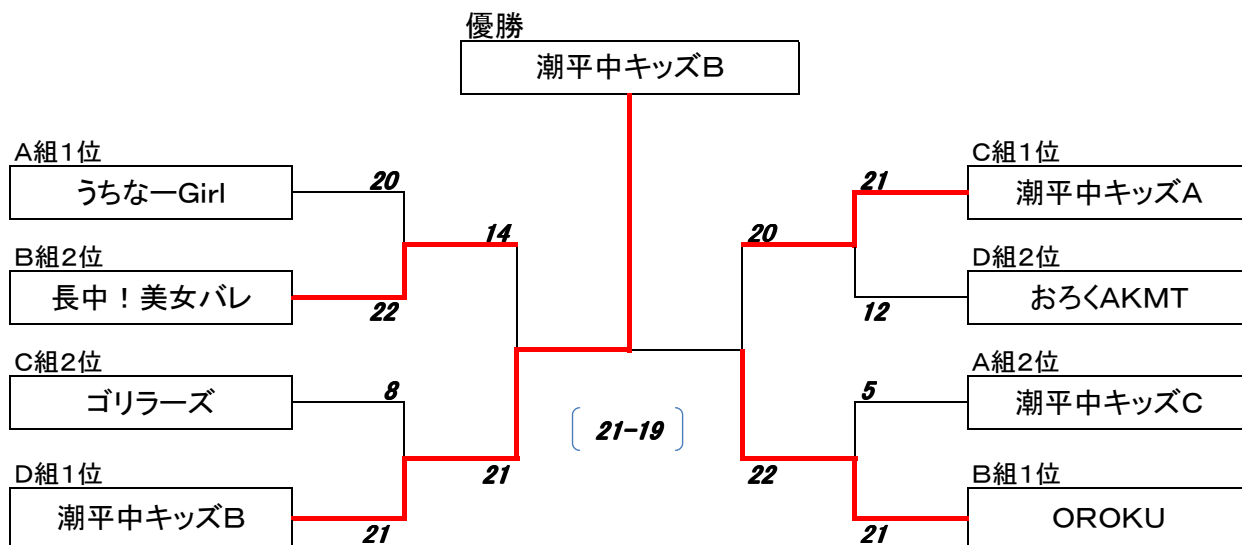 優勝
潮平中キッズB
A組1位
うちなーGirl
20
B組2位
長中！美女バレ
22
14
C組2位
ゴリラーズ
8
D組1位
潮平中キッズB
21
21
21-19
C組1位
潮平中キッズA
21
D組2位
おろくAKMT
12
20
A組2位
潮平中キッズC
5
B組1位
OROKU
21
22